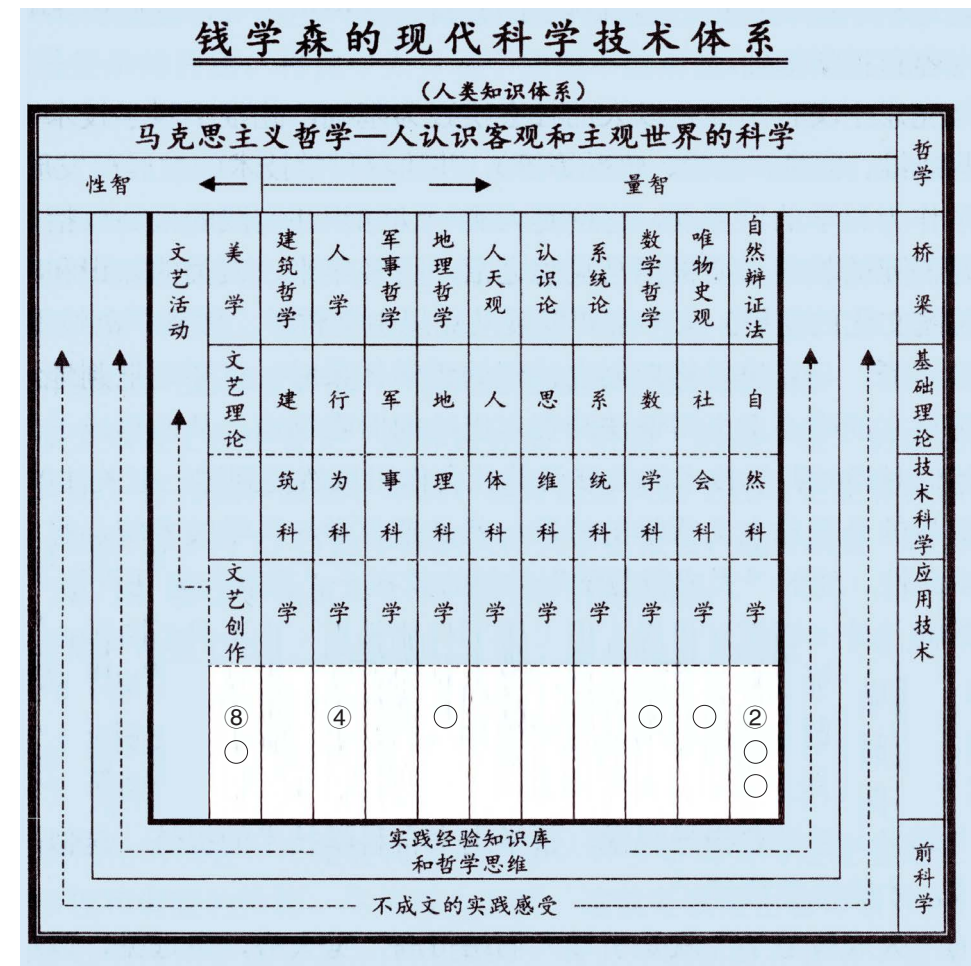 钱学森的现代科学技术体系
(人类知识体系)
马克思主义哲学—人认识客观和主观世界的科学
哲学
性智
量智
文艺活动
美学
建筑哲学
人学
军事哲学
地理哲学
人天观
认识论
系统论
数学哲学
唯物史观
自然辩证法
桥梁
文艺理论
文艺创作
建筑科学
行为科学
军事科学
地理科学
人体科学
思维科学
系统科学
数学科学
社会科学
自然科学
基础理论
技术科学
应用技术
⑧
④
②
实践经验知识库
和哲学思维
不成文的实践感受
前科学